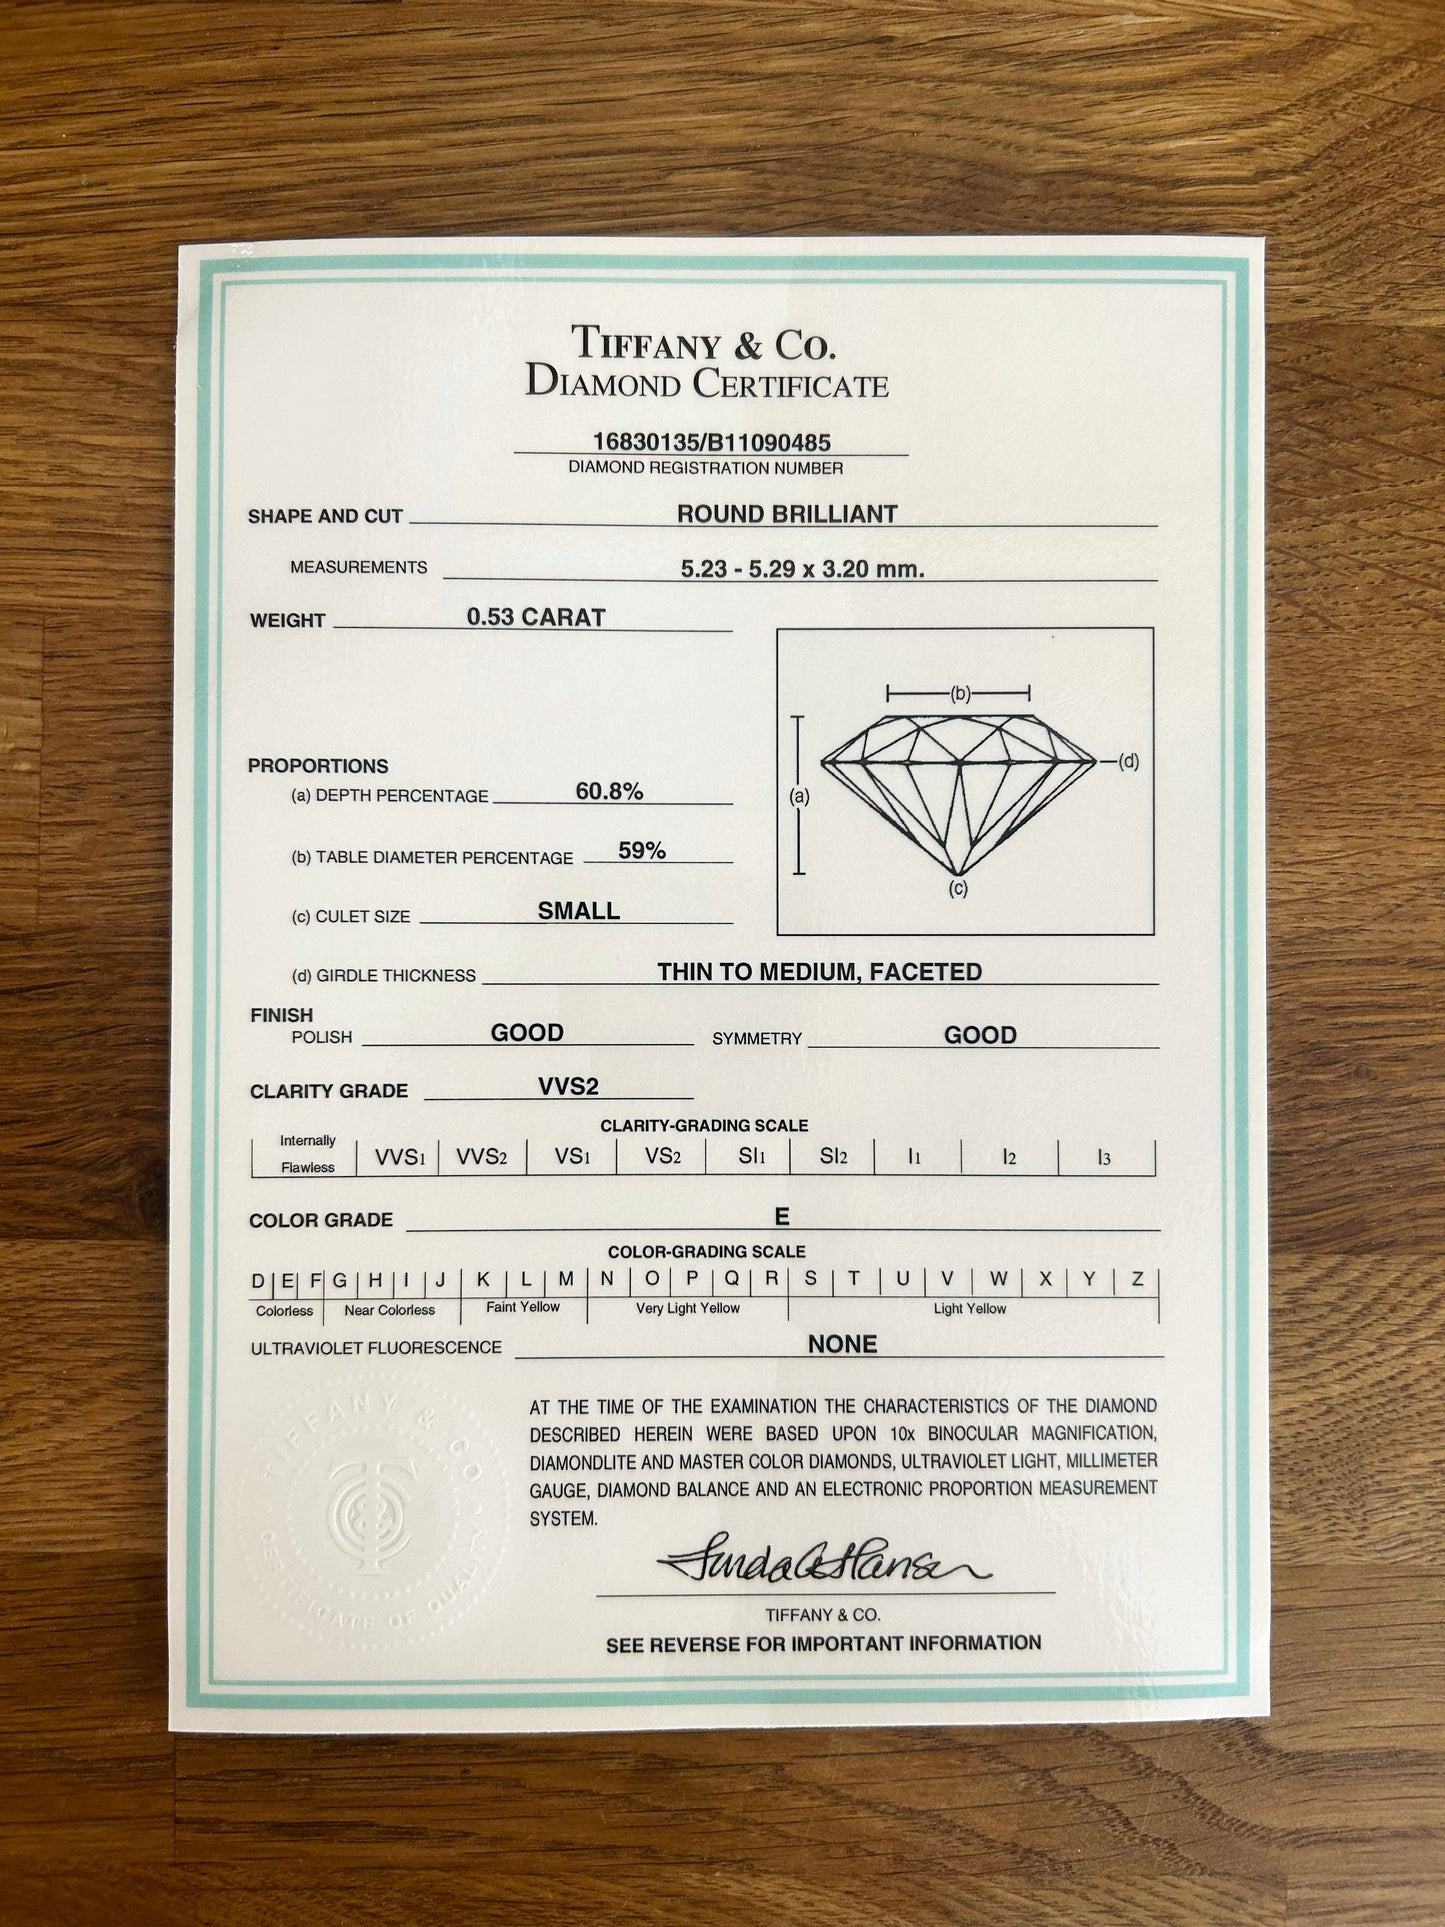 TIFFANY & CO.
DIAMOND CERTIFICATE
16830135/B11090485
DIAMOND REGISTRATION NUMBER
SHAPE AND CUT ROUND BRILLIANT
MEASUREMENTS 5.23 - 5.29 x 3.20 mm.
WEIGHT 0.53 CARAT
(b)
(d)
(a)
(c)
PROPORTIONS
(a) DEPTH PERCENTAGE 60.8%
(b) TABLE DIAMETER PERCENTAGE 59%
(c) CULET SIZE SMALL
(d) GIRDLE THICKNESS THIN TO MEDIUM, FACETED
FINISH
POLISH GOOD SYMMETRY GOOD
CLARITY GRADE VVS2
CLARITY-GRADING SCALE
Internally Flawless VVS1 VVS2 VS1 VS2 SI1 SI2 I1 I2 I3
COLOR GRADE E
COLOR-GRADING SCALE
D E F G H I J K L M N O P Q R S T U V W X Y Z
Colorless Near Colorless Faint Yellow Very Light Yellow Light Yellow
ULTRAVIOLET FLUORESCENCE NONE
AT THE TIME OF THE EXAMINATION THE CHARACTERISTICS OF THE DIAMOND
DESCRIBED HEREIN WERE BASED UPON 10x BINOCULAR MAGNIFICATION,
DIAMONDLITE AND MASTER COLOR DIAMONDS, ULTRAVIOLET LIGHT, MILLIMETER
GAUGE, DIAMOND BALANCE AND AN ELECTRONIC PROPORTION MEASUREMENT
SYSTEM.
TIFFANY & CO.
CERTIFICATE OF QUALITY
TIFFANY & CO.
SEE REVERSE FOR IMPORTANT INFORMATION